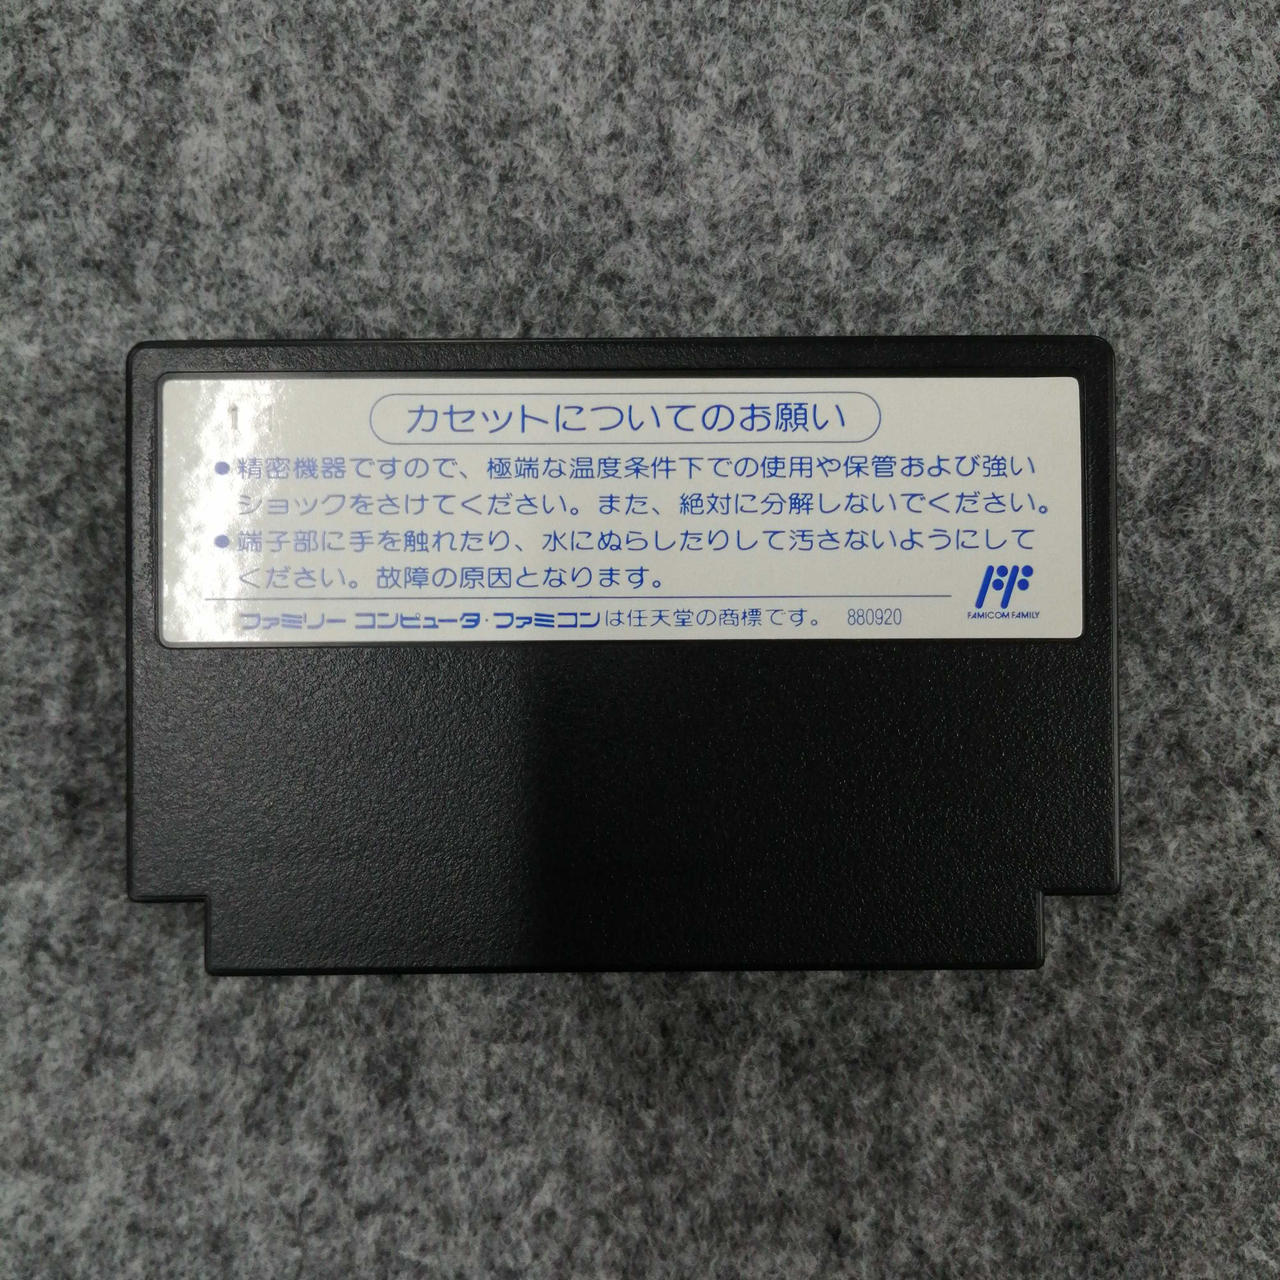 11
カセットについてのお願い
●精密機器ですので、極端な温度条件下での使用や保管および強い
ショックをさけてください。また、絶対に分解しないでください。
●端子部に手を触れたり、水にぬらしたりして汚さないようにして
ください。故障の原因となります。
ファミリー コンピュータ・ファミコンは任天堂の商標です。 880920
FAMICOM FAMILY